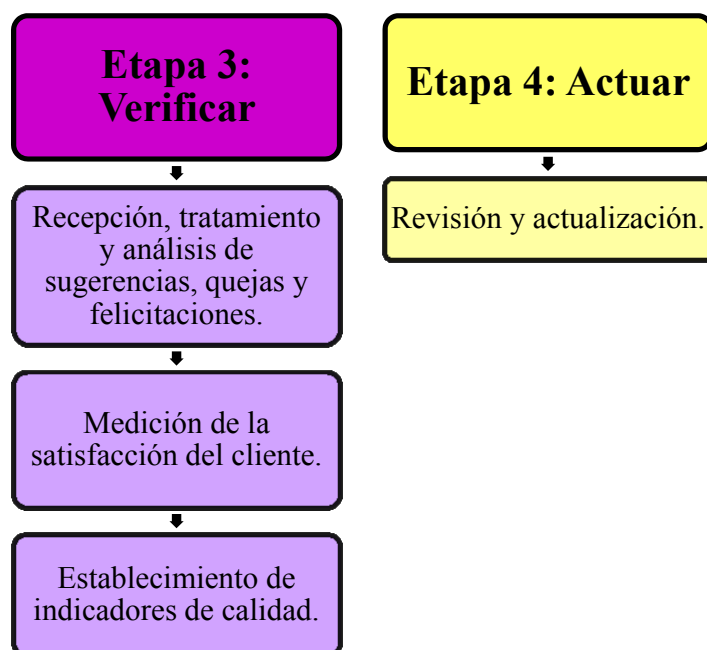 Etapa 3:
Verificar
Recepción, tratamiento
y análisis de
sugerencias, quejas y
felicitaciones.
Medición de la
satisfacción del cliente.
Establecimiento de
indicadores de calidad.
Etapa 4: Actuar
Revisión y actualización.